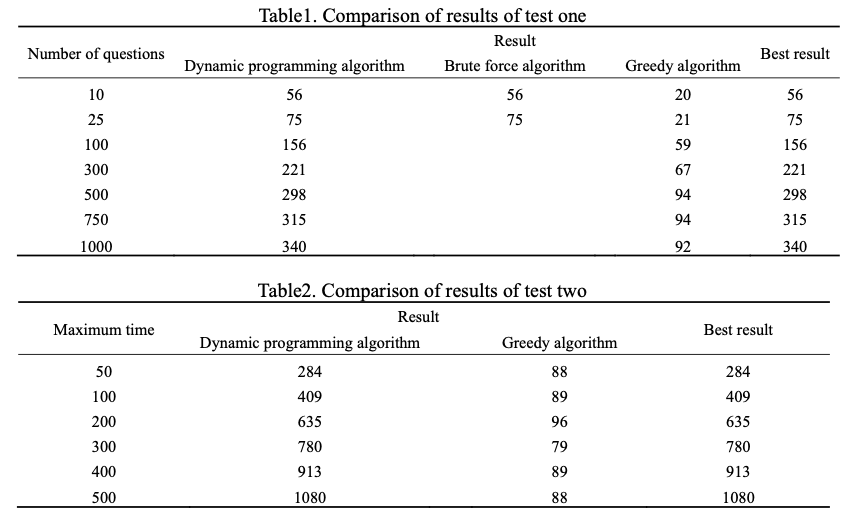 Table1. Comparison of results of test one
Number of questions Result Best result
Dynamic programming algorithm Brute force algorithm Greedy algorithm
10 56 56 20 56
25 75 75 21 75
100 156 59 156
300 221 67 221
500 298 94 298
750 315 94 315
1000 340 92 340
Table2. Comparison of results of test two
Maximum time Result Best result
Dynamic programming algorithm Greedy algorithm
50 284 88 284
100 409 89 409
200 635 96 635
300 780 79 780
400 913 89 913
500 1080 88 1080